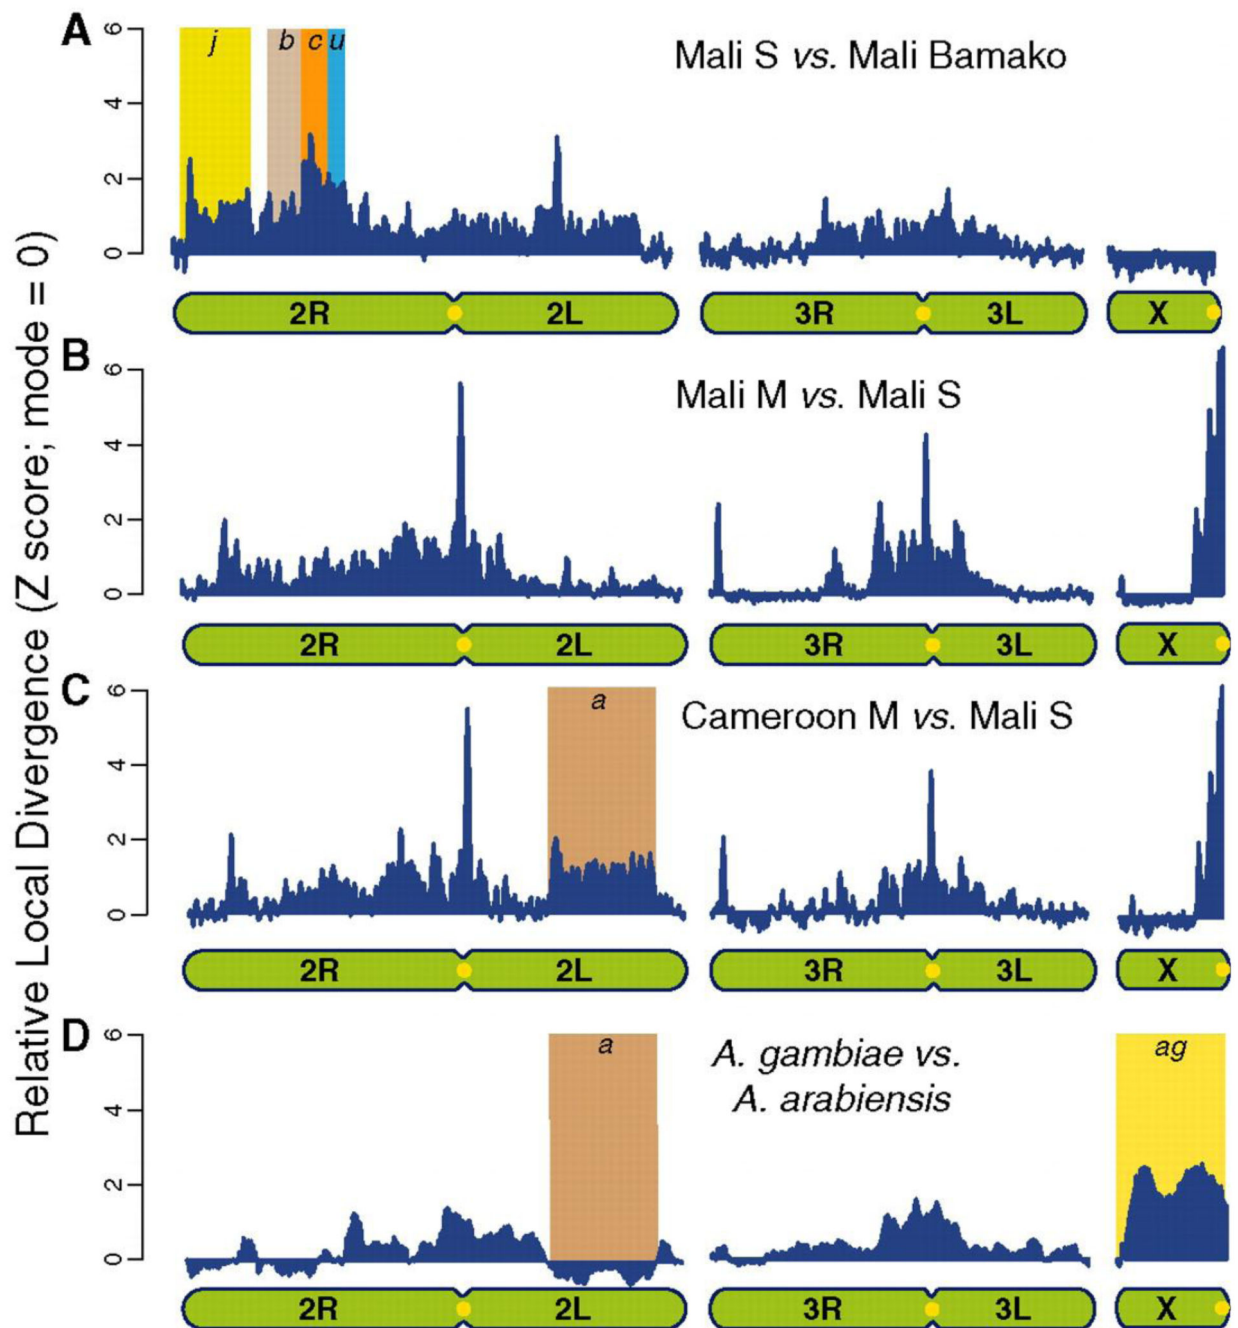 Relative Local Divergence (Z score; mode = 0)
A
6
4
2
0
j
b
c
u
Mali S vs. Mali Bamako
2R
2L
3R
3L
X
B
6
4
2
0
Mali M vs. Mali S
2R
2L
3R
3L
X
C
6
4
2
0
a
Cameroon M vs. Mali S
2R
2L
3R
3L
X
D
6
4
2
0
a
A. gambiae vs.
A. arabiensis
ag
2R
2L
3R
3L
X